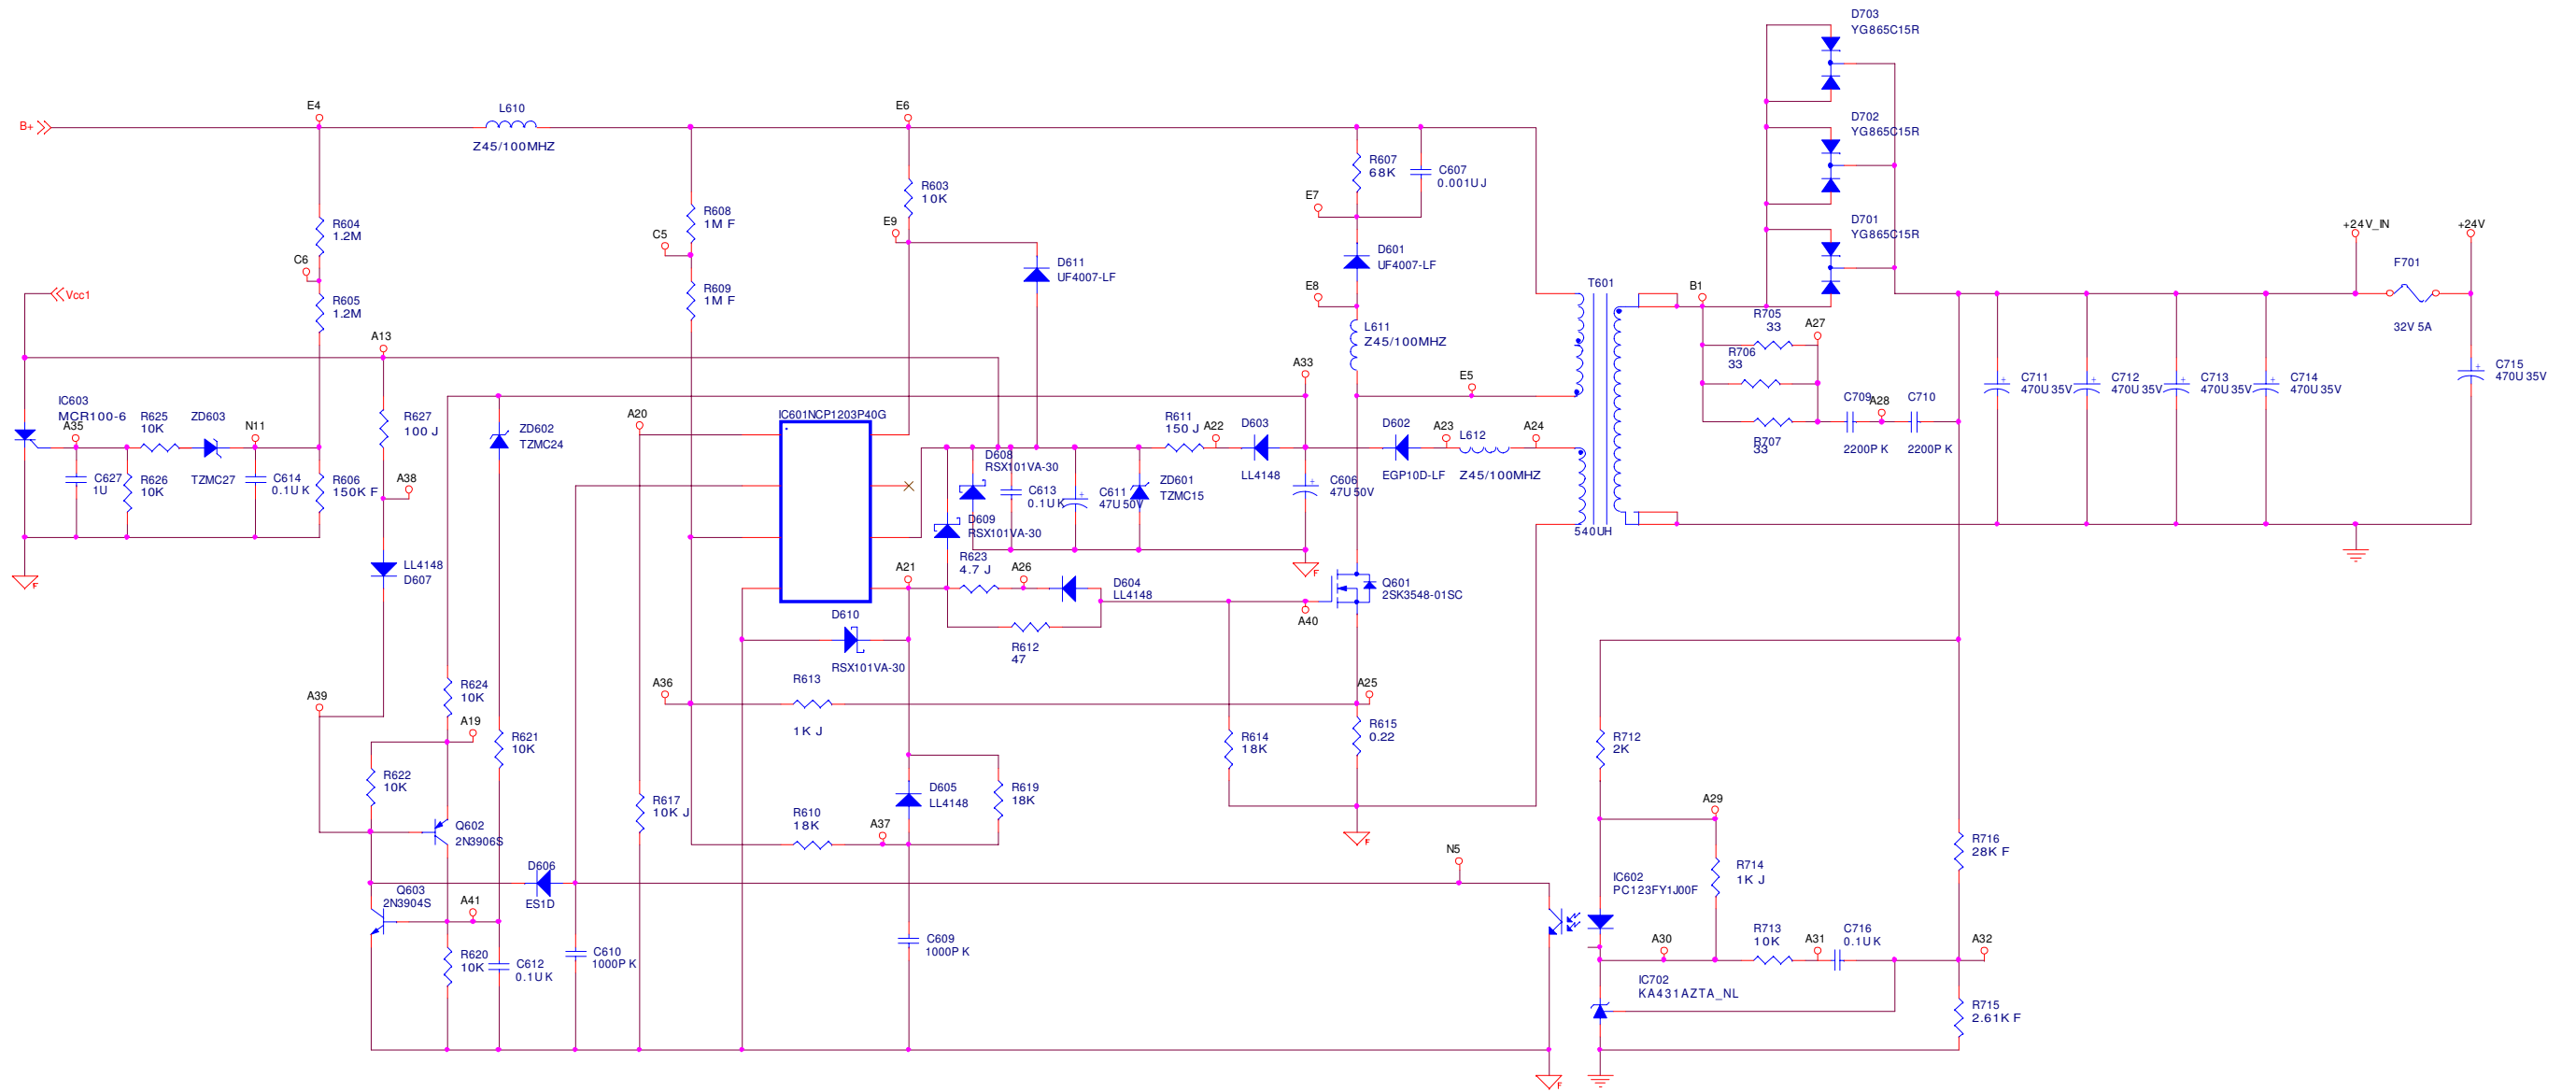 D703
YG865C15R
E4
L610
E6
B+
Z45/100MHZ
D702
YG865C15R
R607
68K
C607
0.001U J
R603
10K
R608
1M F
E7
D701
YG865C15R
R604
1.2M
E9
C5
+24V_IN
+24V
D601
UF4007-LF
C6
D611
UF4007-LF
F701
R609
1M F
E8
T601
B1
Vcc1
R605
1.2M
R705
33
A27
L611
Z45/100MHZ
32V 5A
A13
R706
33
A33
E5
C711
470U 35V
C712
470U 35V
C713
470U 35V
C714
470U 35V
C715
470U 35V
IC603
MCR100-6
A35
R625
10K
ZD603
N11
R627
100 J
A20
IC601NCP1203P40G
R611
150 J
A22
D603
D602
A23
L612
A24
C709
A28
C710
ZD602
TZMC24
R707
33
2200P K
2200P K
D608
RSX101VA-30
C627
1U
R626
10K
TZMC27
C614
0.1U K
R606
150K F
A38
C613
0.1U K
C611
47U 50V
ZD601
TZMC15
LL4148
C606
47U 50V
EGP10D-LF
Z45/100MHZ
D609
RSX101VA-30
540UH
LL4148
D607
R623
4.7 J
A21
A26
D604
LL4148
F
F
Q601
2SK3548-01SC
A40
D610
RSX101VA-30
R612
47
R613
A36
A25
R624
10K
A39
1K J
R615
0.22
A19
R621
10K
R614
18K
R712
2K
R622
10K
D605
LL4148
R619
18K
R617
10K J
A29
R610
18K
A37
Q602
2N3906S
F
R716
28K F
N5
D606
ES1D
R714
1K J
IC602
PC123FY1J00F
Q603
2N3904S
A41
R713
10K
A31
C716
0.1U K
A30
A32
C609
1000P K
R620
10K
C612
0.1U K
C610
1000P K
IC702
KA431AZTA_NL
R715
2.61K F
F